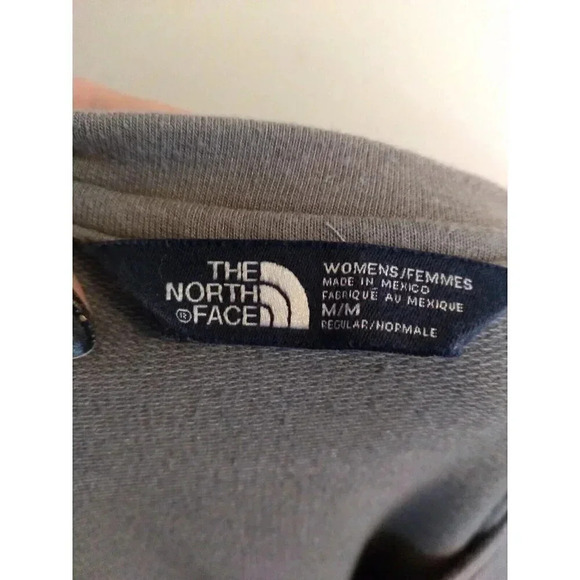 THE
NORTH
® FACE
WOMENS/FEMMES
MADE IN MEXICO
FABRIQUÉ AU MEXIQUE
M/M
REGULAR/NORMALE